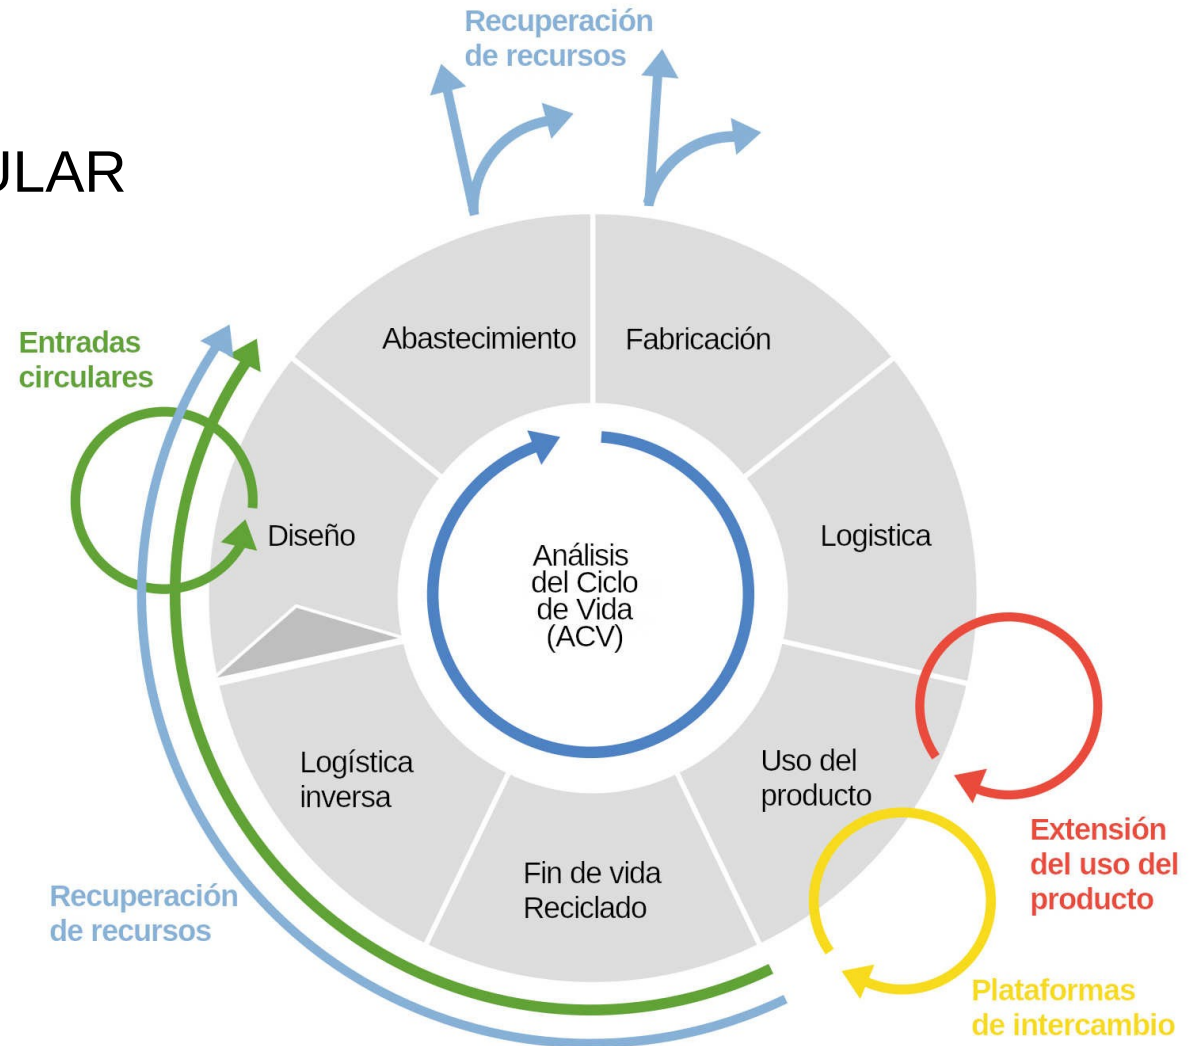 Recuperación
de recursos
ULAR
Entradas
circulares
Abastecimiento
Fabricación
Diseño
Logistica
Análisis
del Ciclo
de Vida
(ACV)
Logística
inversa
Uso del
producto
Fin de vida
Reciclado
Extensión
del uso del
producto
Recuperación
de recursos
Plataformas
de intercambio